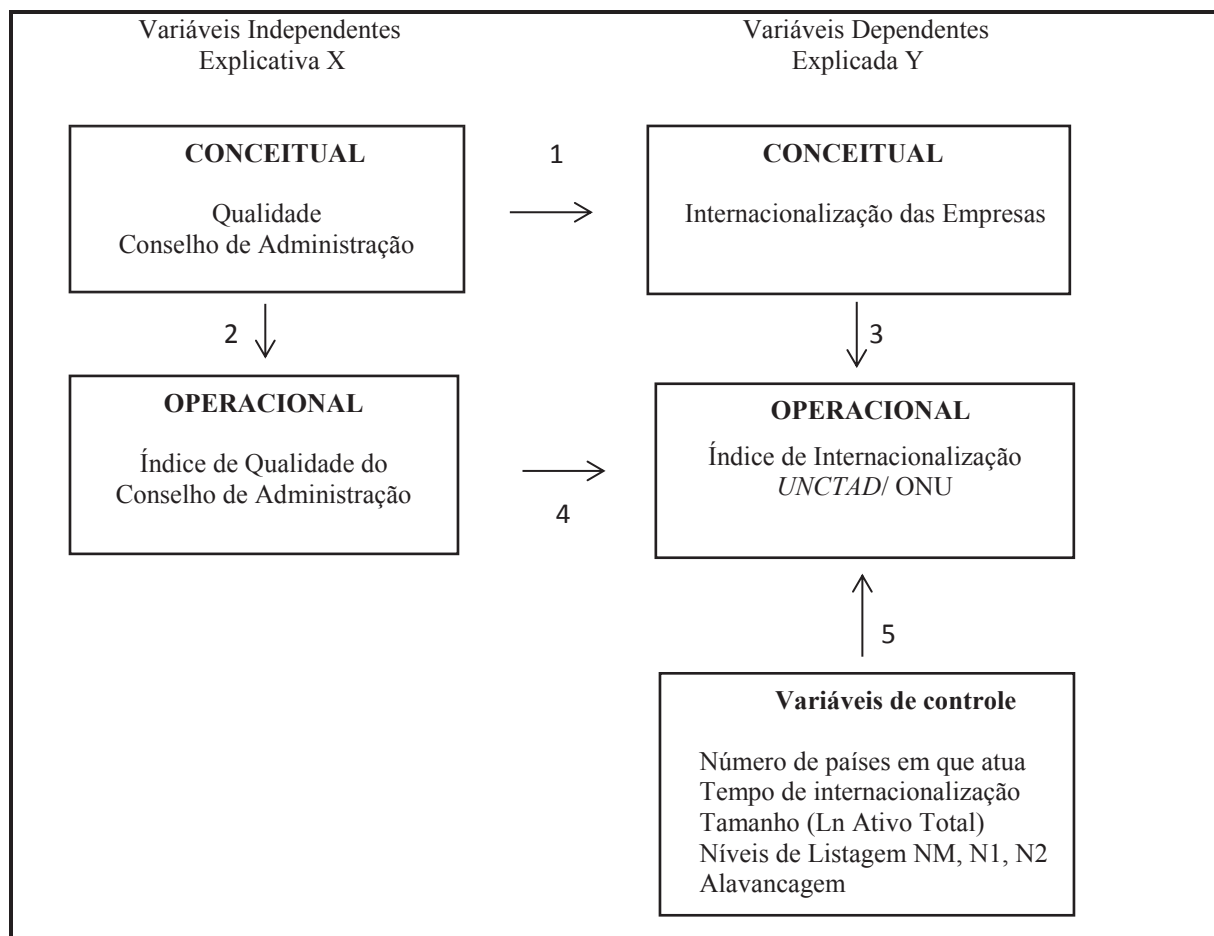 Variáveis Independentes
Explicativa X
Variáveis Dependentes
Explicada Y
CONCEITUAL
Qualidade
Conselho de Administração
1
CONCEITUAL
Internacionalização das Empresas
2
3
OPERACIONAL
Índice de Qualidade do
Conselho de Administração
4
OPERACIONAL
Índice de Internacionalização
UNCTAD/ ONU
5
Variáveis de controle
Número de países em que atua
Tempo de internacionalização
Tamanho (Ln Ativo Total)
Níveis de Listagem NM, N1, N2
Alavancagem